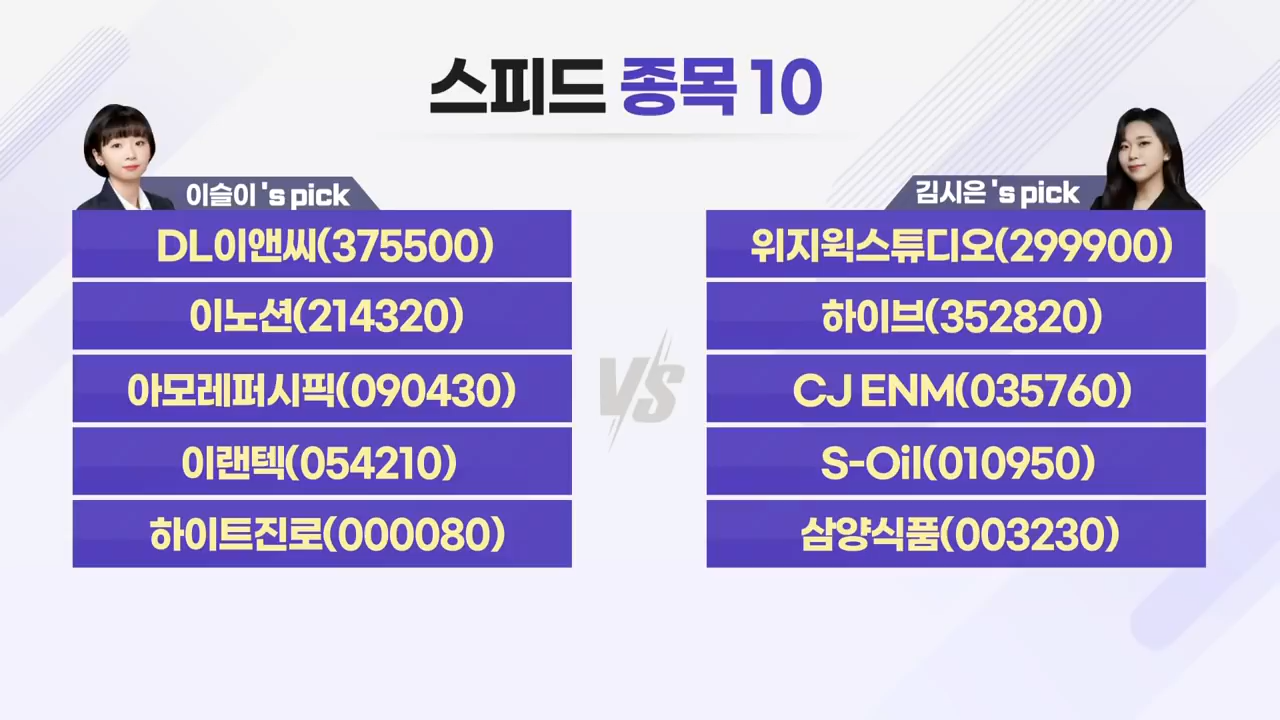 스피드 종목 10
이슬이 's pick
DL이앤씨(375500)
이노션(214320)
아모레퍼시픽(090430)
이랜텍(054210)
하이트진로(000080)
VS
김시은 's pick
위지윅스튜디오(299900)
하이브(352820)
CJ ENM(035760)
S-Oil(010950)
삼양식품(003230)